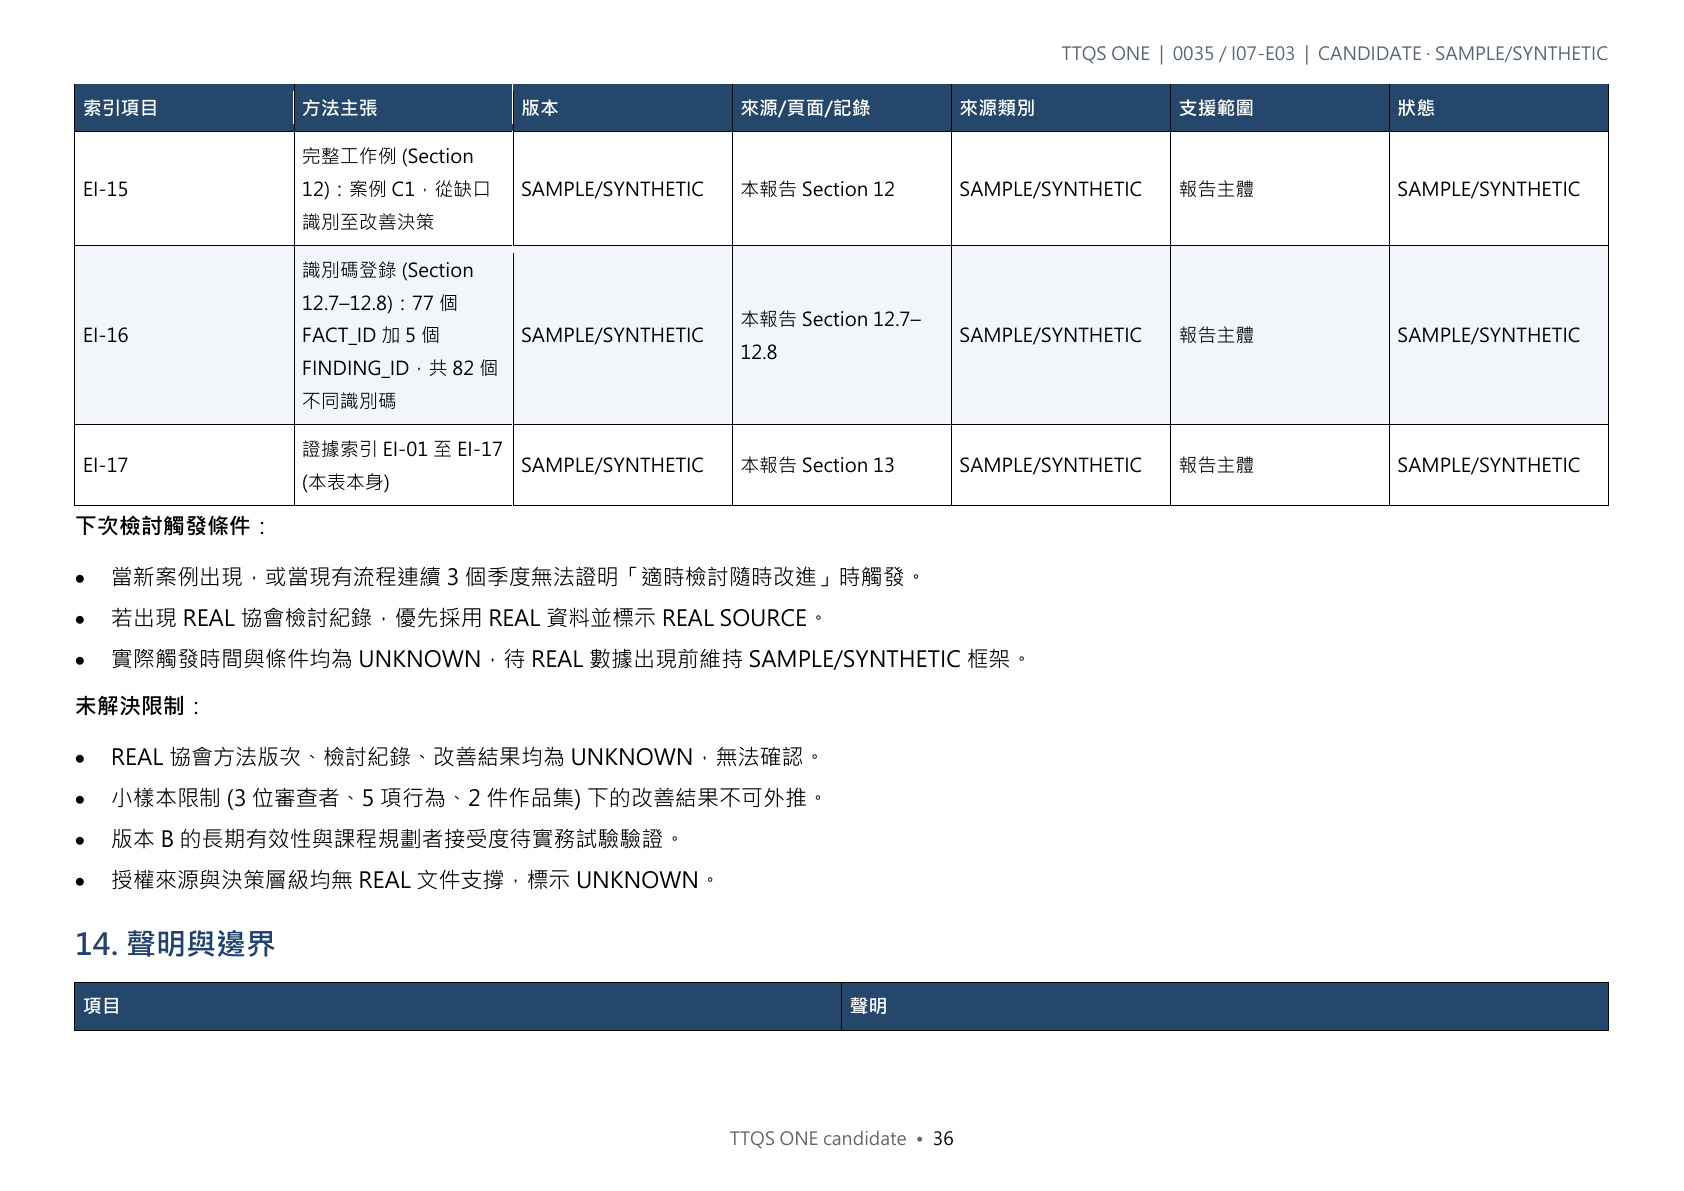 TTQS ONE | 0035 / I07-E03 | CANDIDATE · SAMPLE/SYNTHETIC
索引項目 方法主張 版本 來源/頁面/記錄 來源類別 支援範圍 狀態
EI-15 完整工作例 (Section 12)：案例 C1，從缺口識別至改善決策 SAMPLE/SYNTHETIC 本報告 Section 12 SAMPLE/SYNTHETIC 報告主體 SAMPLE/SYNTHETIC
EI-16 識別碼登錄 (Section 12.7–12.8)：77 個 FACT_ID 加 5 個 FINDING_ID，共 82 個不同識別碼 SAMPLE/SYNTHETIC 本報告 Section 12.7–12.8 SAMPLE/SYNTHETIC 報告主體 SAMPLE/SYNTHETIC
EI-17 證據索引 EI-01 至 EI-17 (本表本身) SAMPLE/SYNTHETIC 本報告 Section 13 SAMPLE/SYNTHETIC 報告主體 SAMPLE/SYNTHETIC
下次檢討觸發條件：
• 當新案例出現，或當現有流程連續 3 個季度無法證明「適時檢討隨時改進」時觸發。
• 若出現 REAL 協會檢討紀錄，優先採用 REAL 資料並標示 REAL SOURCE。
• 實際觸發時間與條件均為 UNKNOWN，待 REAL 數據出現前維持 SAMPLE/SYNTHETIC 框架。
未解決限制：
• REAL 協會方法版次、檢討紀錄、改善結果均為 UNKNOWN，無法確認。
• 小樣本限制 (3 位審查者、5 項行為、2 件作品集) 下的改善結果不可外推。
• 版本 B 的長期有效性與課程規劃者接受度待實務試驗驗證。
• 授權來源與決策層級均無 REAL 文件支撐，標示 UNKNOWN。
14. 聲明與邊界
項目 聲明
TTQS ONE candidate • 36